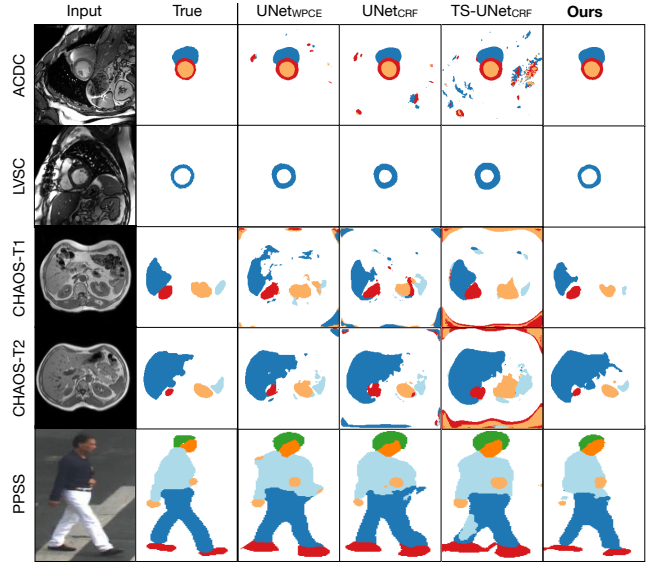 Input True UNetWPCE UNetCRF TS-UNetCRF Ours
ACDC
LVSC
CHAOS-T1
CHAOS-T2
PPSS